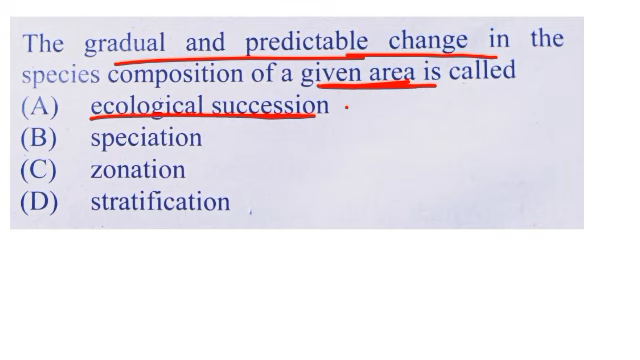 The gradual and predictable change in the
species composition of a given area is called
(A) ecological succession
(B) speciation
(C) zonation
(D) stratification